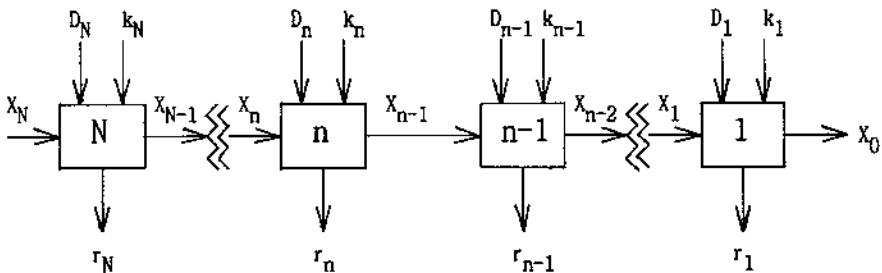 D_N k_N D_n k_n D_{n-1} k_{n-1} D_1 k_1
X_N N X_{N-1} X_n n X_{n-1} n-1 X_{n-2} X_1 1 X_0
r_N r_n r_{n-1} r_1